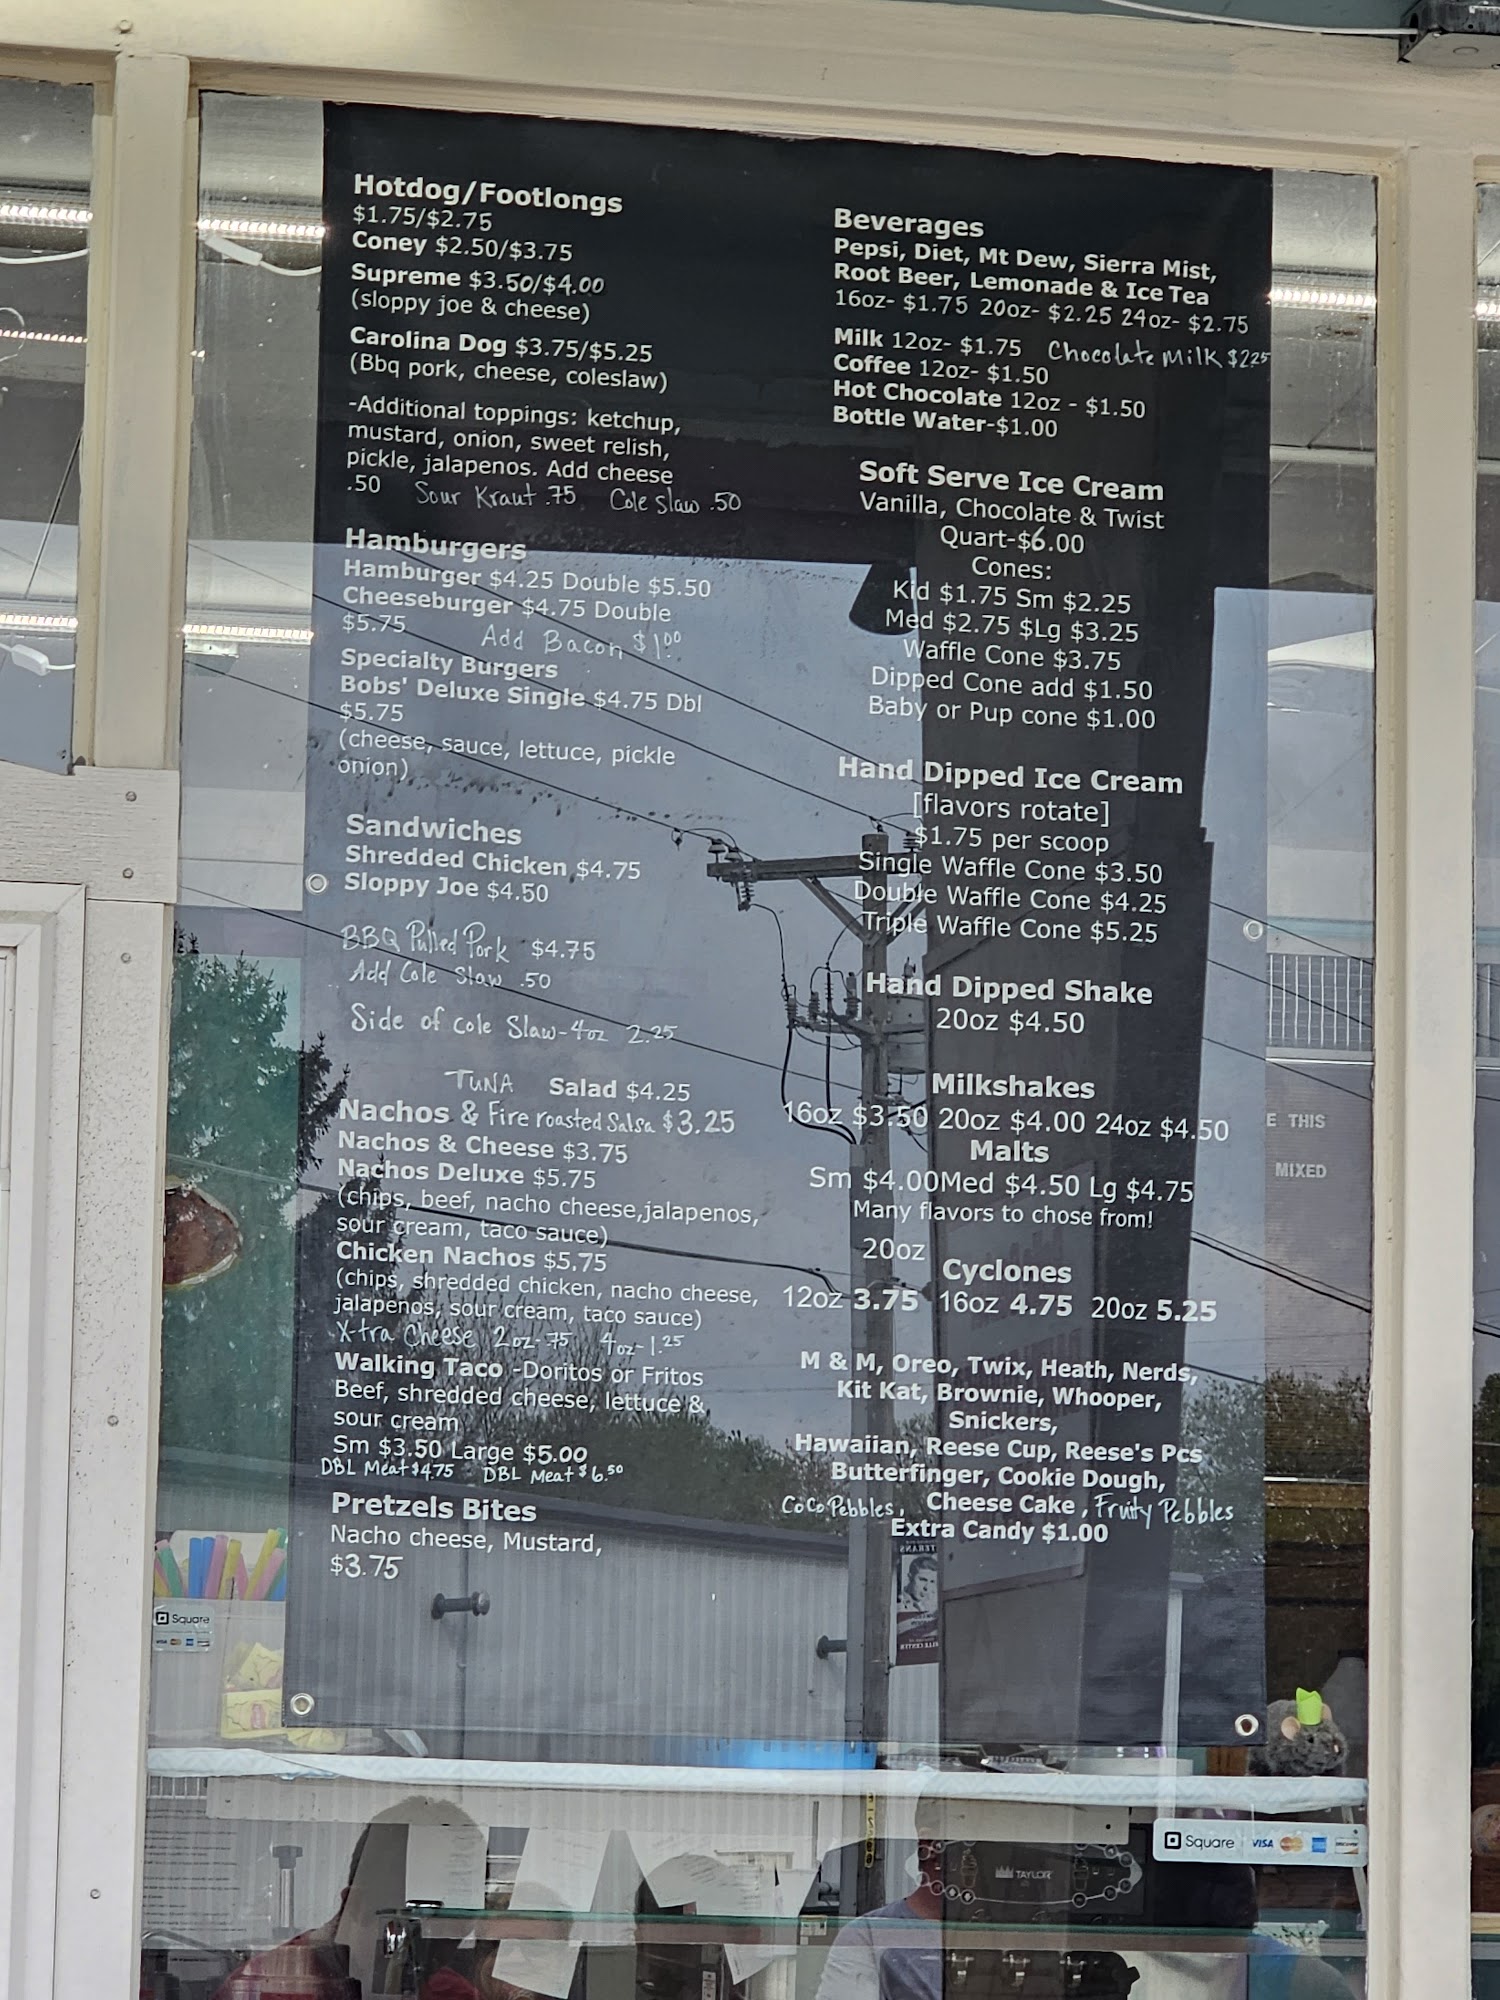 Hotdog/Footlongs
$1.75/$2.75
Coney $2.50/$3.75
Supreme $3.50/$4.00
(sloppy joe & cheese)
Carolina Dog $3.75/$5.25
(Bbq pork, cheese, coleslaw)
-Additional toppings: ketchup,
mustard, onion, sweet relish,
pickle, jalapenos. Add cheese
.50 Sour Kraut .75 Cole Slaw .50
Hamburgers
Hamburger $4.25 Double $5.50
Cheeseburger $4.75 Double
$5.75 Add Bacon $1.00
Specialty Burgers
Bobs' Deluxe Single $4.75 Dbl
$5.75
(cheese, sauce, lettuce, pickle
onion)
Sandwiches
Shredded Chicken $4.75
Sloppy Joe $4.50
BBQ Pulled Pork $4.75
Add Cole Slaw .50
Side of Cole Slaw-4oz 2.25
TUNA Salad $4.25
Nachos & Fire roasted Salsa $3.25
Nachos & Cheese $3.75
Nachos Deluxe $5.75
(chips, beef, nacho cheese,jalapenos,
sour cream, taco sauce)
Chicken Nachos $5.75
(chips, shredded chicken, nacho cheese,
jalapenos, sour cream, taco sauce)
X-tra Cheese 2oz-.75 4oz-1.25
Walking Taco -Doritos or Fritos
Beef, shredded cheese, lettuce &
sour cream
Sm $3.50 Large $5.00
DBL Meat $4.75 DBL Meat $6.50
Pretzels Bites
Nacho cheese, Mustard,
$3.75
Beverages
Pepsi, Diet, Mt Dew, Sierra Mist,
Root Beer, Lemonade & Ice Tea
16oz- $1.75 20oz- $2.25 24oz- $2.75
Milk 12oz- $1.75 Chocolate Milk $2.25
Coffee 12oz- $1.50
Hot Chocolate 12oz - $1.50
Bottle Water-$1.00
Soft Serve Ice Cream
Vanilla, Chocolate & Twist
Quart-$6.00
Cones:
Kid $1.75 Sm $2.25
Med $2.75 $Lg $3.25
Waffle Cone $3.75
Dipped Cone add $1.50
Baby or Pup cone $1.00
Hand Dipped Ice Cream
[flavors rotate]
$1.75 per scoop
Single Waffle Cone $3.50
Double Waffle Cone $4.25
Triple Waffle Cone $5.25
Hand Dipped Shake
20oz $4.50
Milkshakes
16oz $3.50 20oz $4.00 24oz $4.50
Malts
Sm $4.00Med $4.50 Lg $4.75
Many flavors to chose from!
20oz
Cyclones
12oz 3.75 16oz 4.75 20oz 5.25
M & M, Oreo, Twix, Heath, Nerds,
Kit Kat, Brownie, Whooper,
Snickers,
Hawaiian, Reese Cup, Reese's Pcs
Butterfinger, Cookie Dough,
CoCo Pebbles, Cheese Cake , Fruity Pebbles
Extra Candy $1.00
THIS
MIXED
Square
VISA
Square VISA
TAYLOR